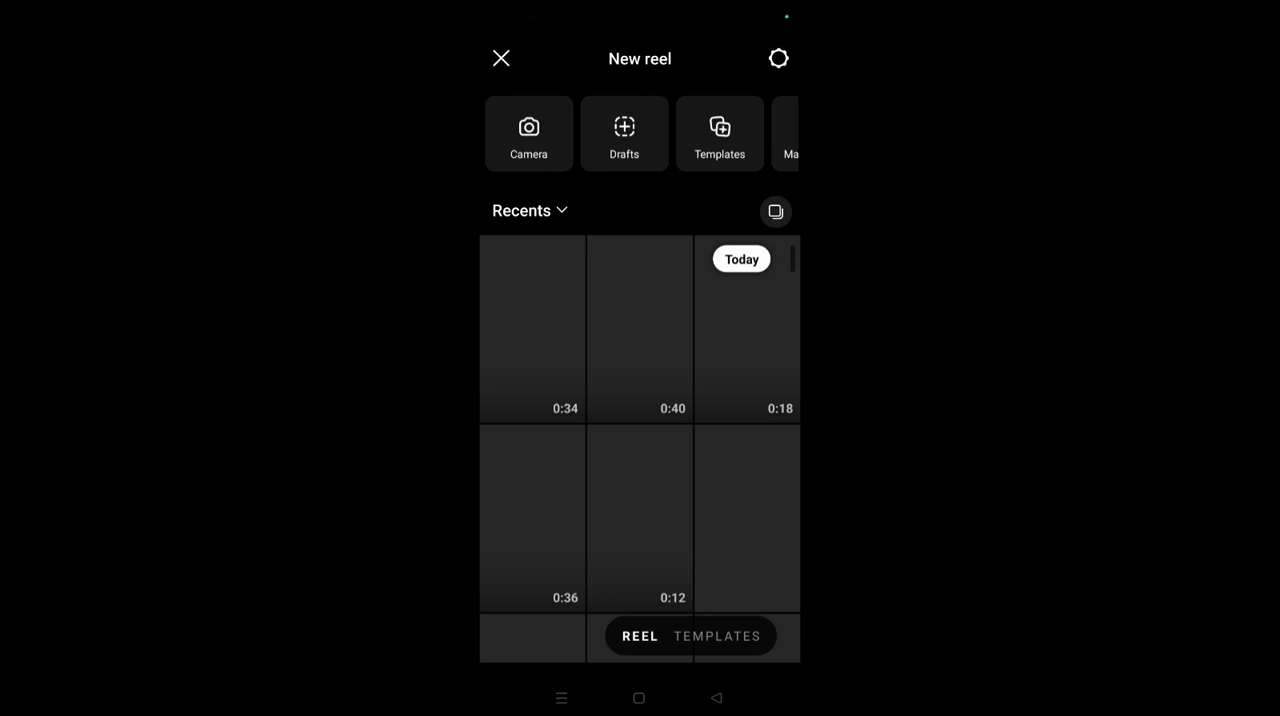 New reel
Camera
Drafts
Templates
Ma
Recents
Today
0:34
0:40
0:18
0:36
0:12
REEL
TEMPLATES